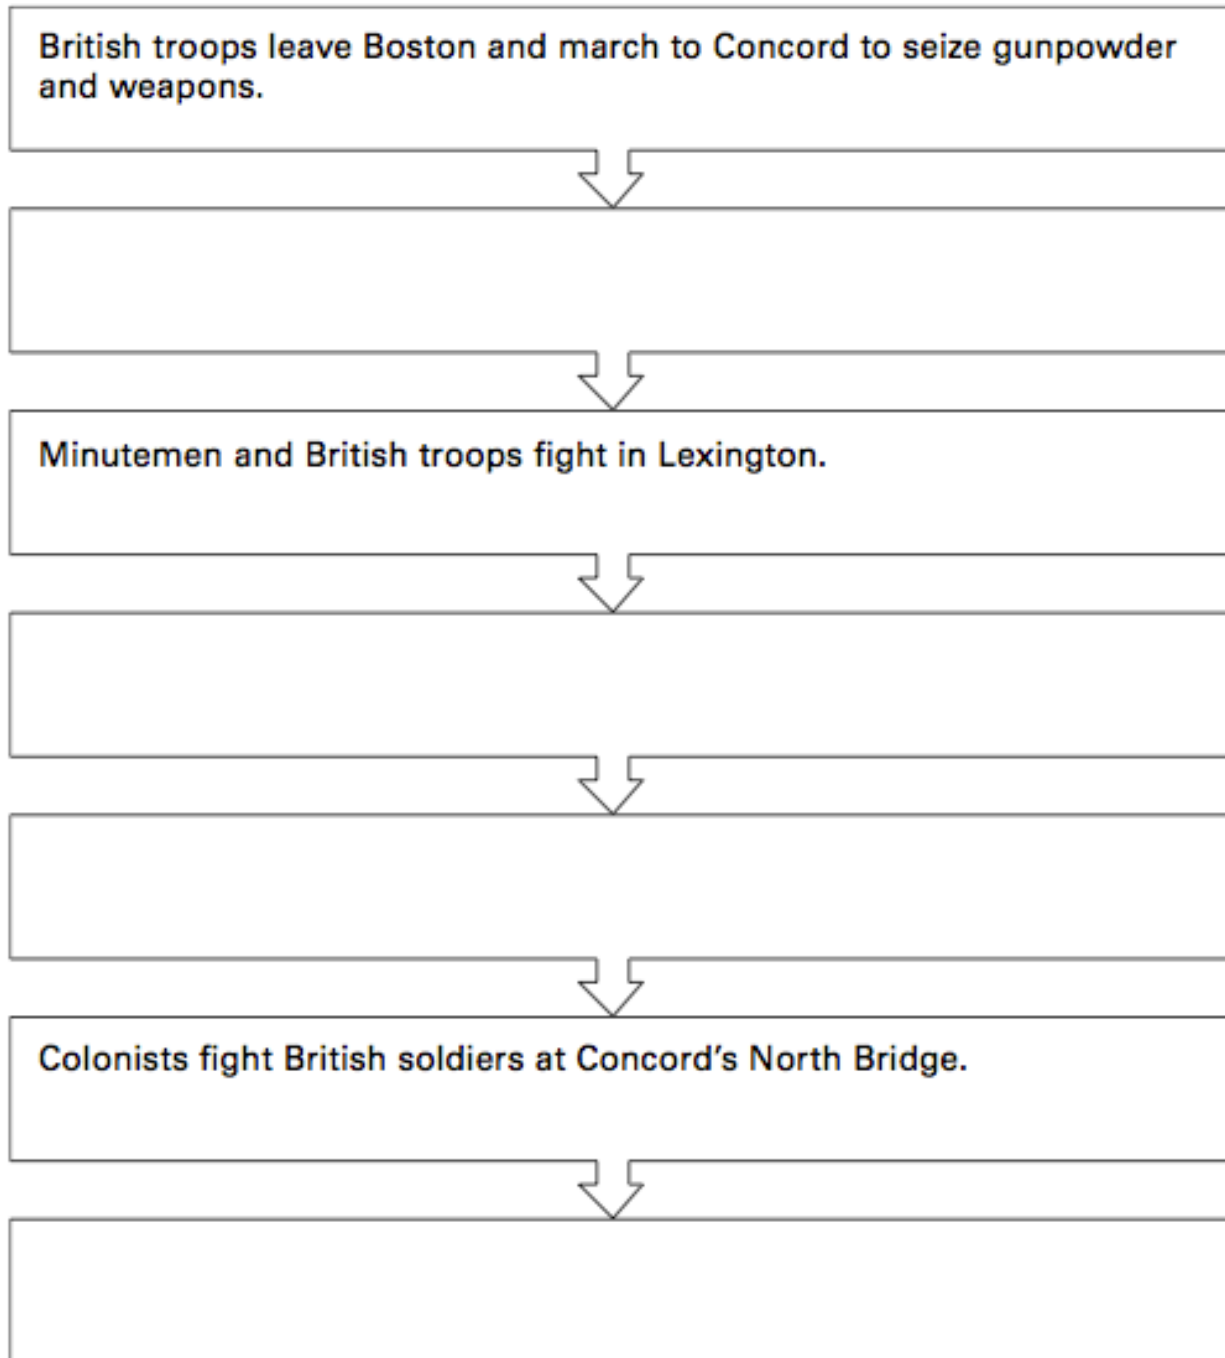 British troops leave Boston and march to Concord to seize gunpowder
and weapons.
Minutemen and British troops fight in Lexington.
Colonists fight British soldiers at Concord’s North Bridge.